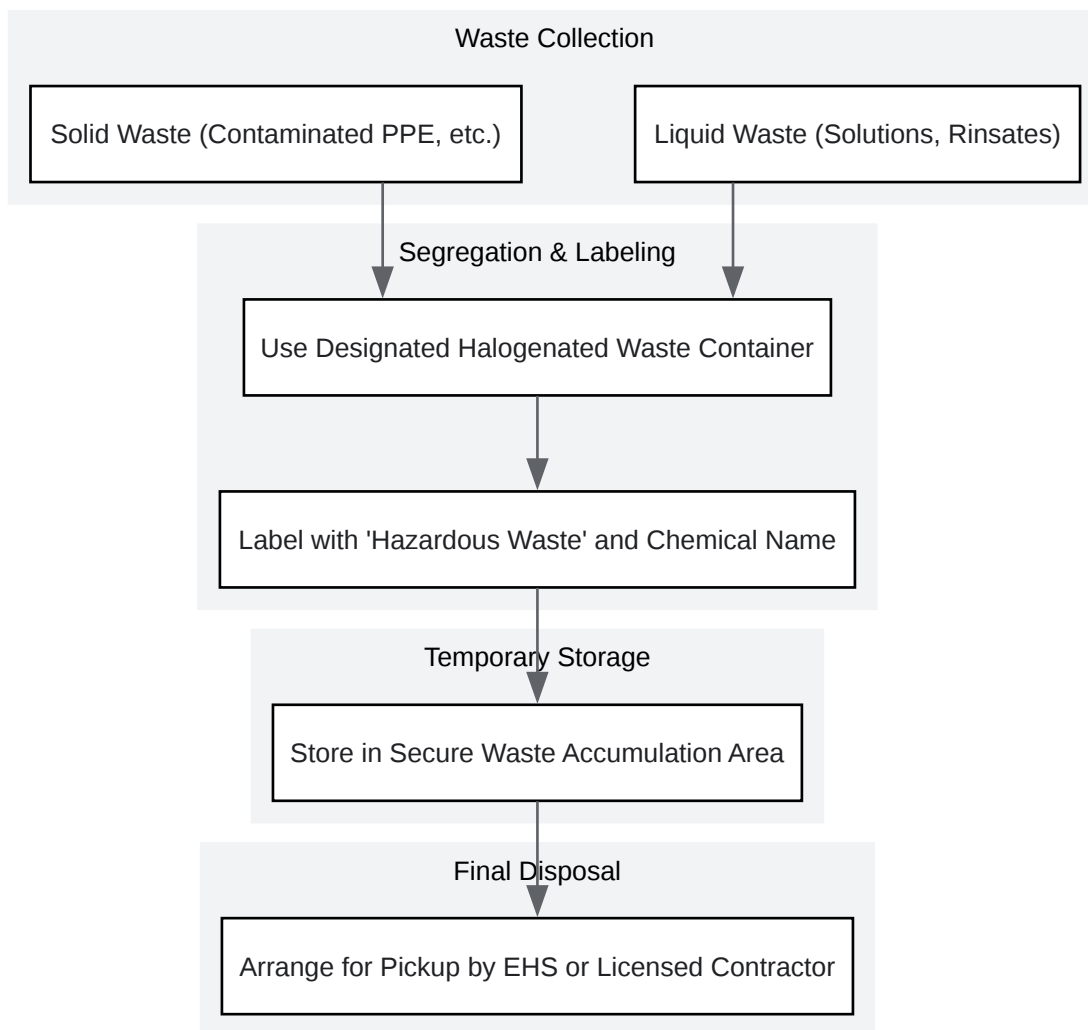 Waste Collection
Solid Waste (Contaminated PPE, etc.)
Liquid Waste (Solutions, Rinsates)
Segregation & Labeling
Use Designated Halogenated Waste Container
Label with 'Hazardous Waste' and Chemical Name
Temporary Storage
Store in Secure Waste Accumulation Area
Final Disposal
Arrange for Pickup by EHS or Licensed Contractor